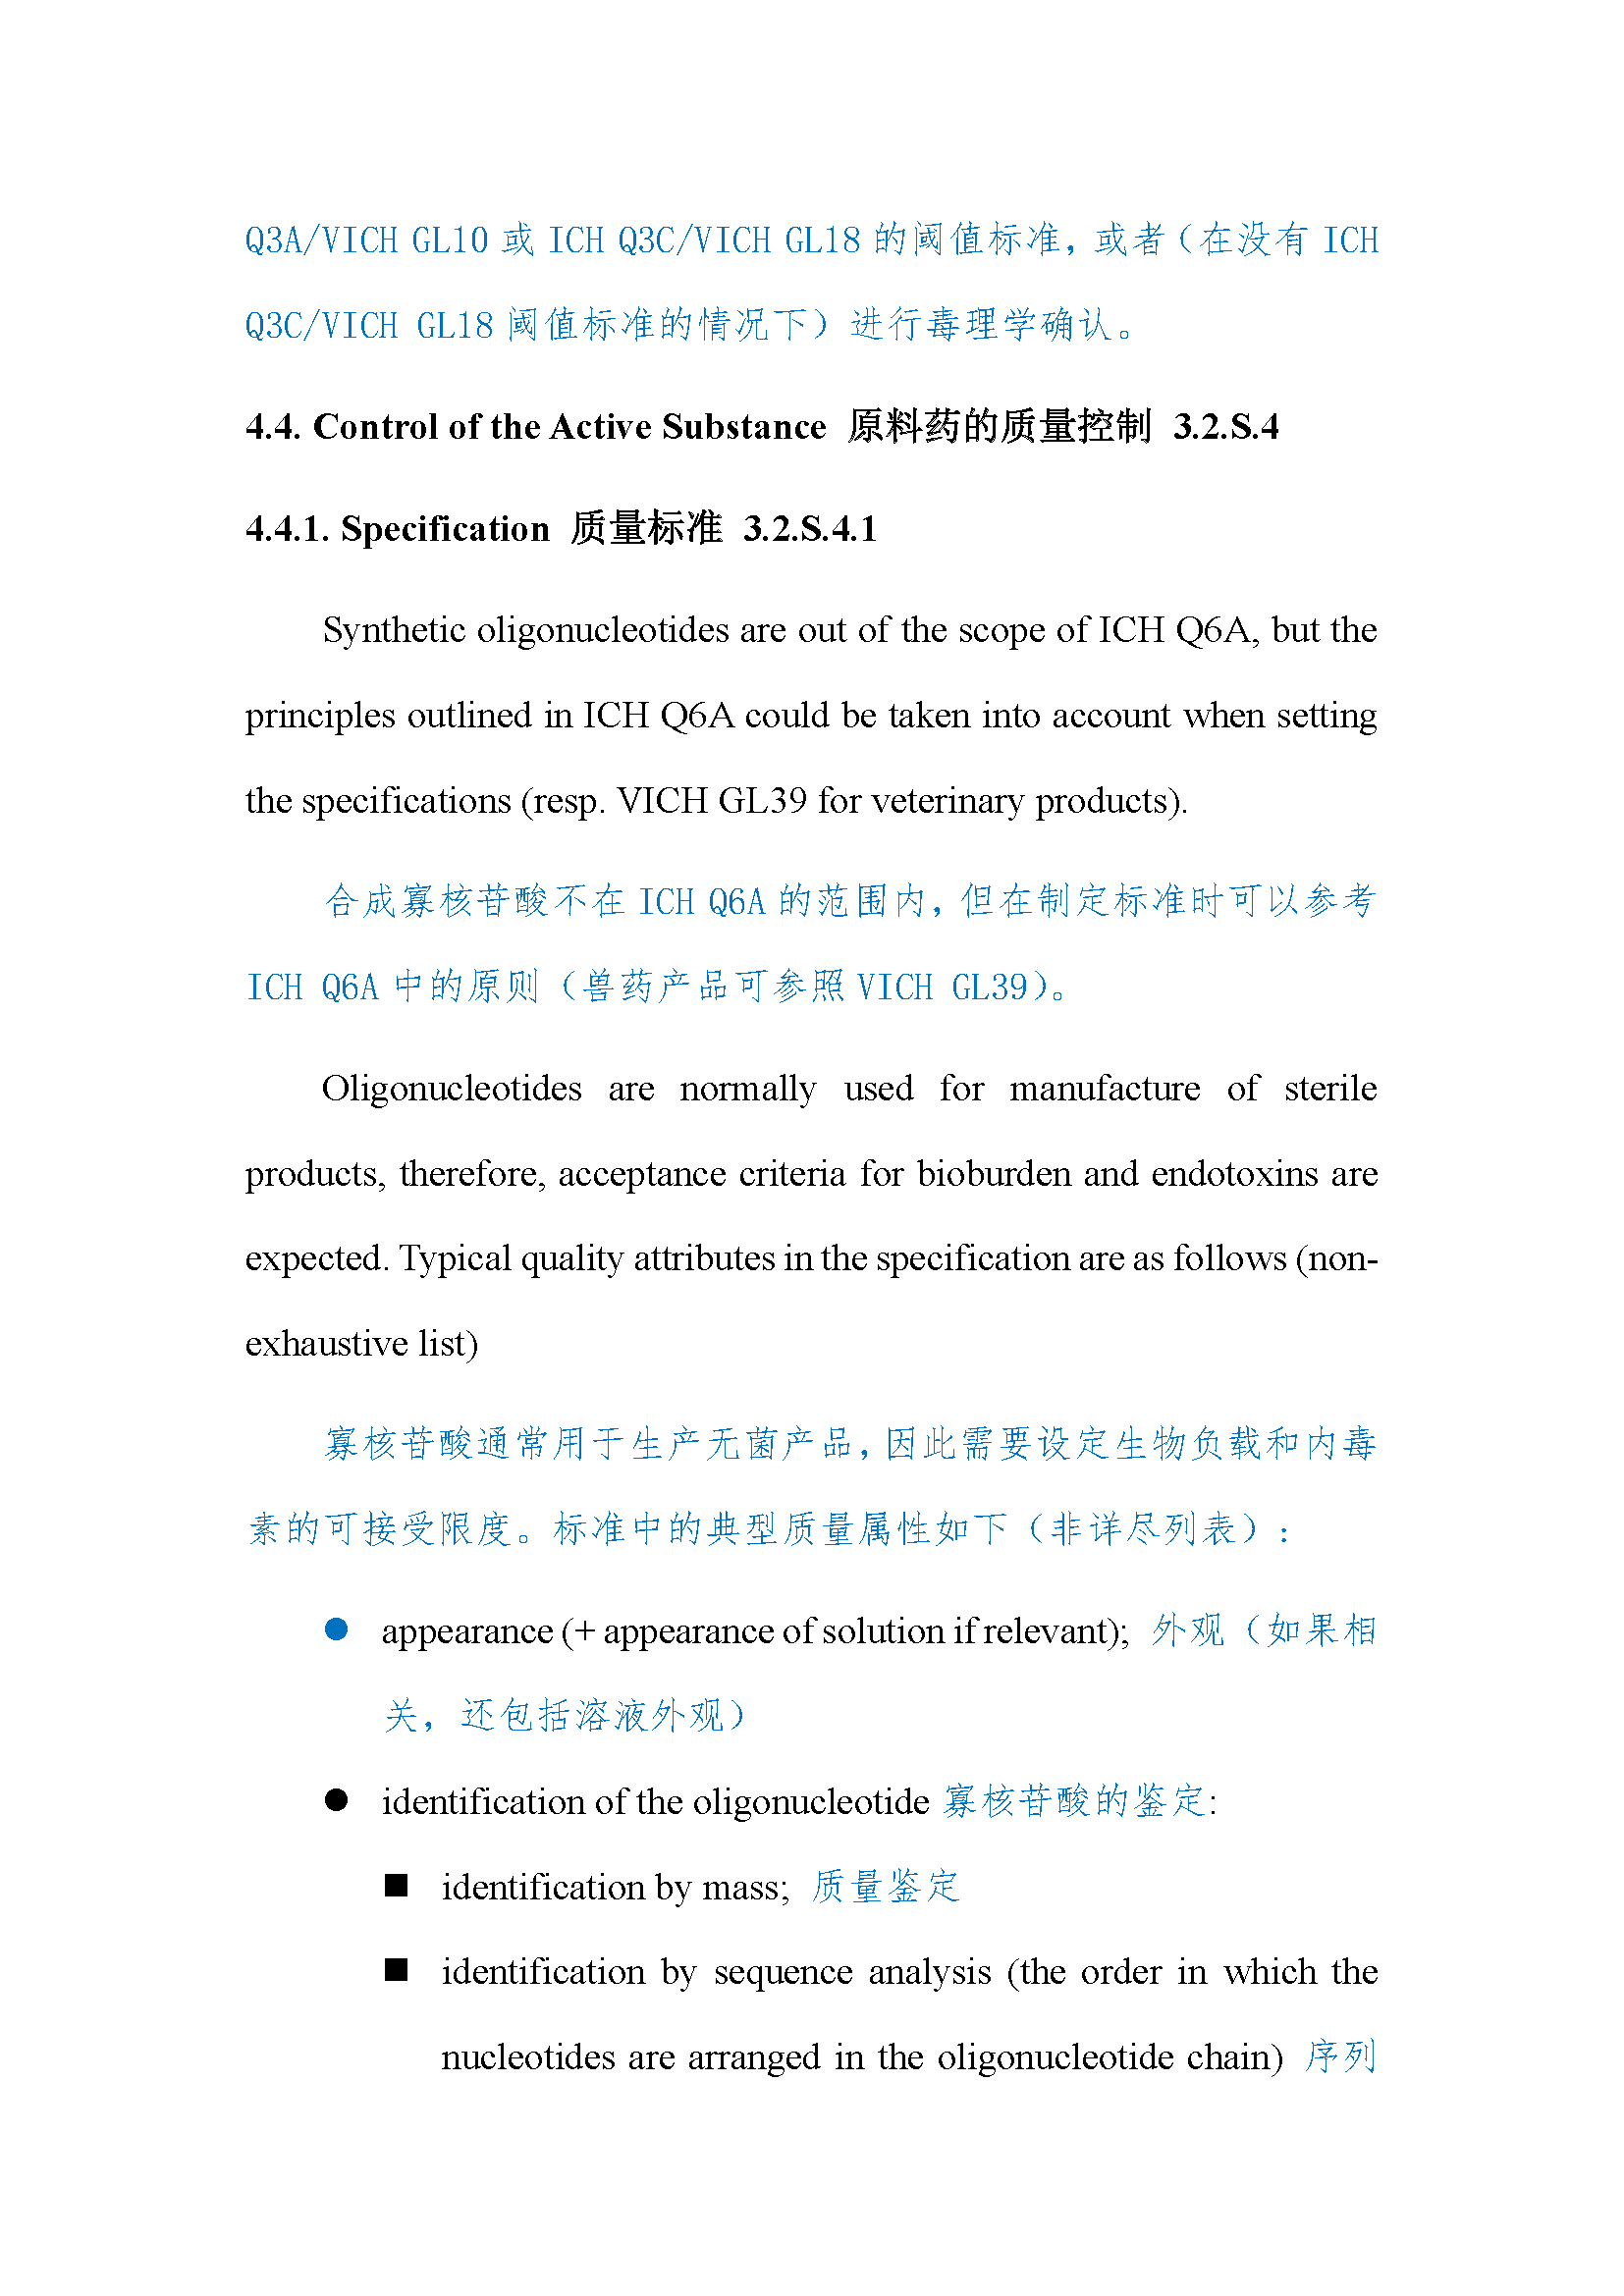 Q3A/VICH GL10 或 ICH Q3C/VICH GL18 的阈值标准，或者（在没有 ICH
Q3C/VICH GL18 阈值标准的情况下）进行毒理学确认。
4.4. Control of the Active Substance 原料药的质量控制 3.2.S.4
4.4.1. Specification 质量标准 3.2.S.4.1
Synthetic oligonucleotides are out of the scope of ICH Q6A, but the
principles outlined in ICH Q6A could be taken into account when setting
the specifications (resp. VICH GL39 for veterinary products).
合成寡核苷酸不在 ICH Q6A 的范围内，但在制定标准时可以参考
ICH Q6A 中的原则（兽药产品可参照 VICH GL39）。
Oligonucleotides are normally used for manufacture of sterile
products, therefore, acceptance criteria for bioburden and endotoxins are
expected. Typical quality attributes in the specification are as follows (non-
exhaustive list)
寡核苷酸通常用于生产无菌产品，因此需要设定生物负载和内毒
素的可接受限度。标准中的典型质量属性如下（非详尽列表）：
● appearance (+ appearance of solution if relevant); 外观（如果相
关，还包括溶液外观）
● identification of the oligonucleotide 寡核苷酸的鉴定:
■ identification by mass; 质量鉴定
■ identification by sequence analysis (the order in which the
nucleotides are arranged in the oligonucleotide chain) 序列